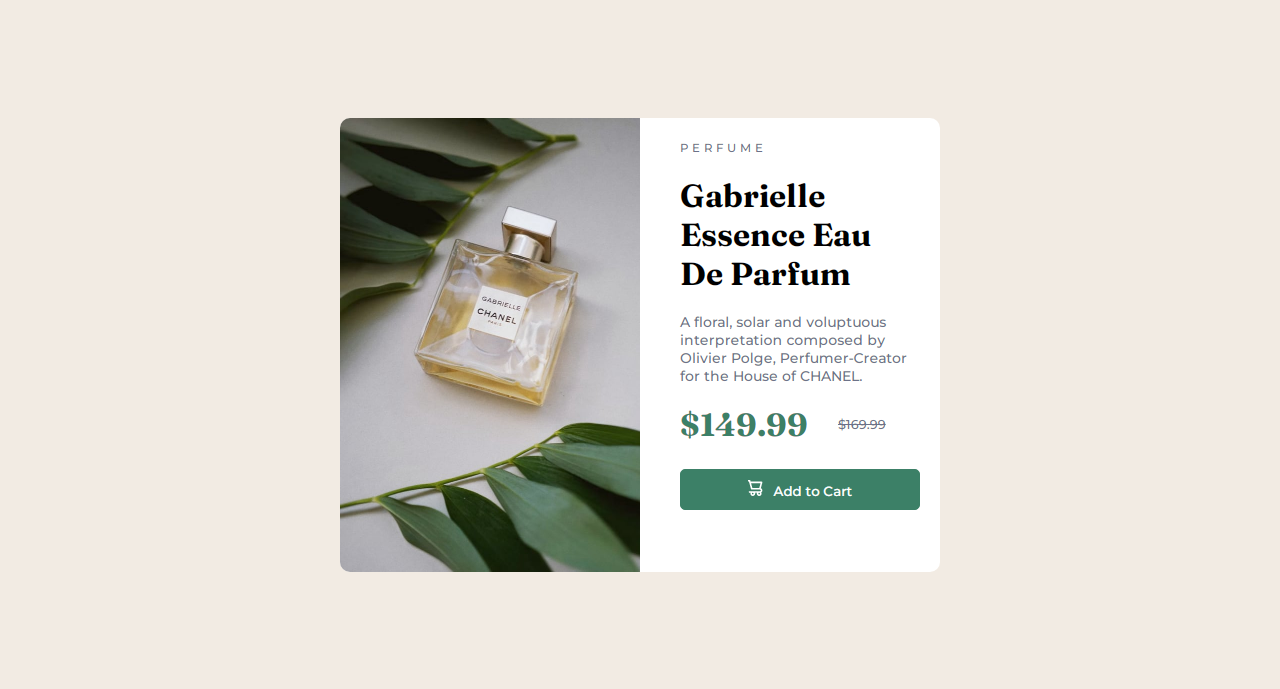 GABRIELLE
CHANEL
PARIS
PERFUME
Gabrielle
Essence Eau
De Parfum
A floral, solar and voluptuous
interpretation composed by
Olivier Polge, Perfumer-Creator
for the House of CHANEL.
$149.99 $169.99
Add to Cart